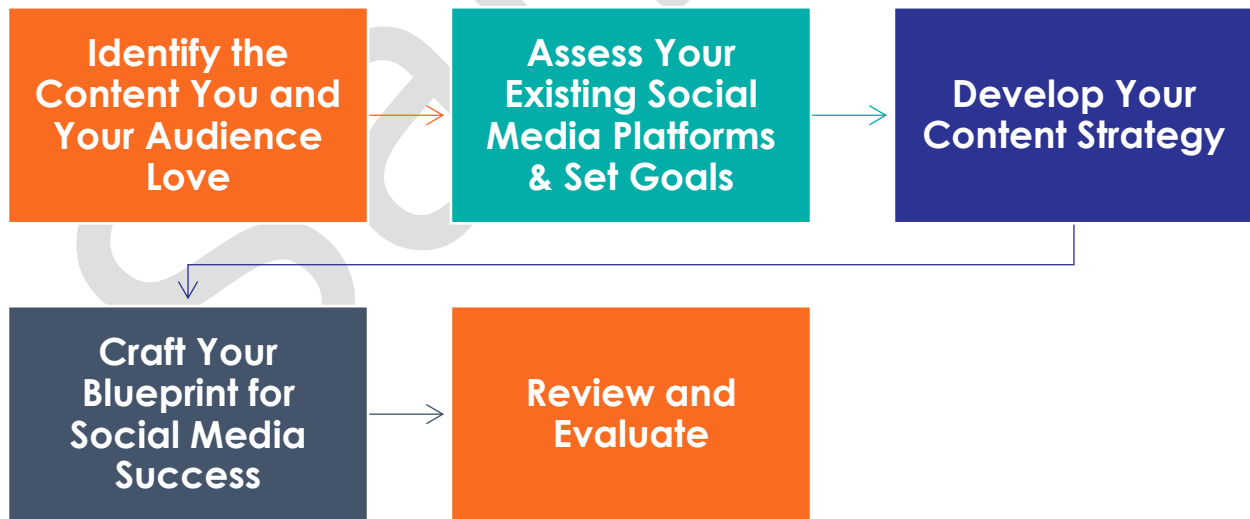 Identify the
Content You and
Your Audience
Love
Assess Your
Existing Social
Media Platforms
& Set Goals
Develop Your
Content Strategy
Craft Your
Blueprint for
Social Media
Success
Review and
Evaluate